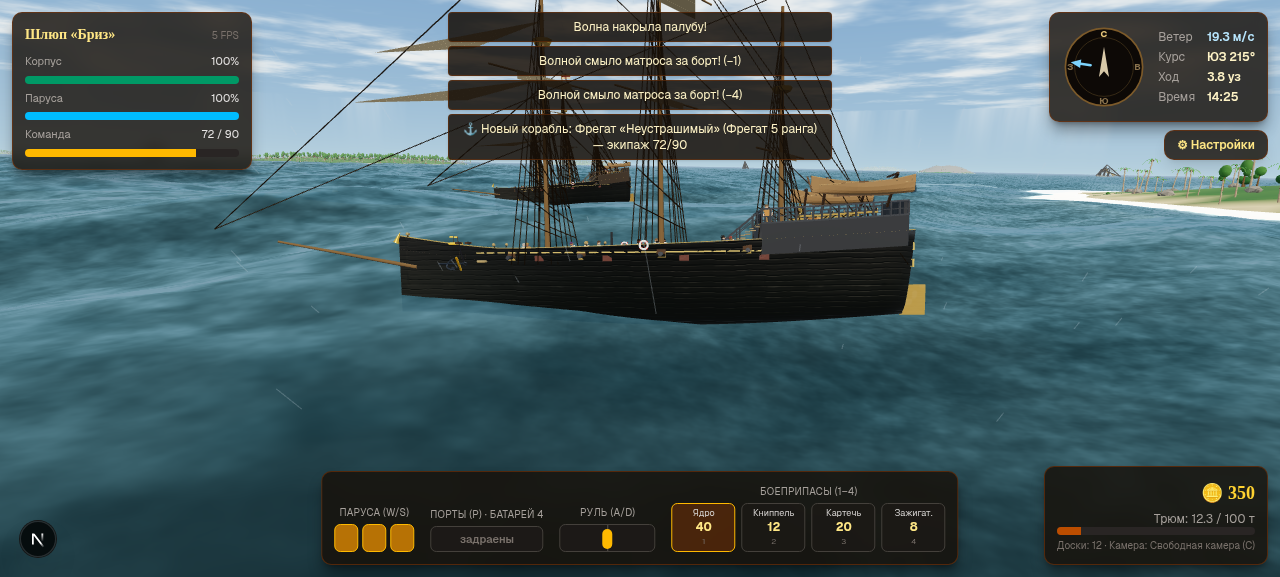 Шлюп «Бриз»
5 FPS
Корпус
100%
Паруса
100%
Команда
72 / 90
Волна накрыла палубу!
Волной смыло матроса за борт! (−1)
Волной смыло матроса за борт! (−4)
⚓ Новый корабль: Фрегат «Неустрашимый» (Фрегат 5 ранга)
— экипаж 72/90
С
З
В
Ю
Ветер
19.3 м/с
Курс
ЮЗ 215°
Ход
3.8 уз
Время
14:25
⚙ Настройки
ПАРУСА (W/S)
ПОРТЫ (P) · БАТАРЕЙ 4
задраены
РУЛЬ (A/D)
БОЕПРИПАСЫ (1–4)
Ядро
40
1
Книппель
12
2
Картечь
20
3
Зажигат.
8
4
🪙 350
Трюм: 12.3 / 100 т
Доски: 12 · Камера: Свободная камера (C)
N